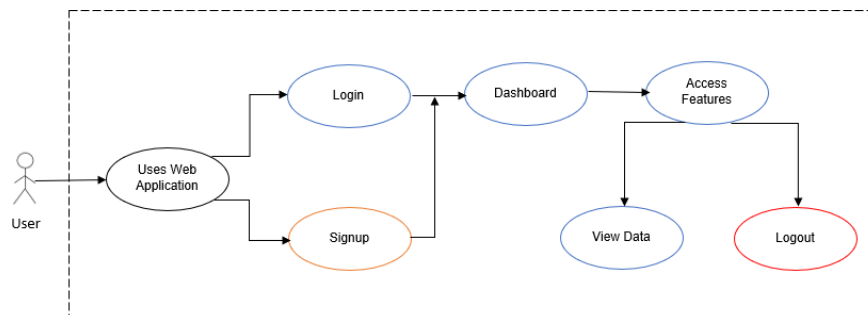 Login
Dashboard
Access
Features
Uses Web
Application
User
Signup
View Data
Logout